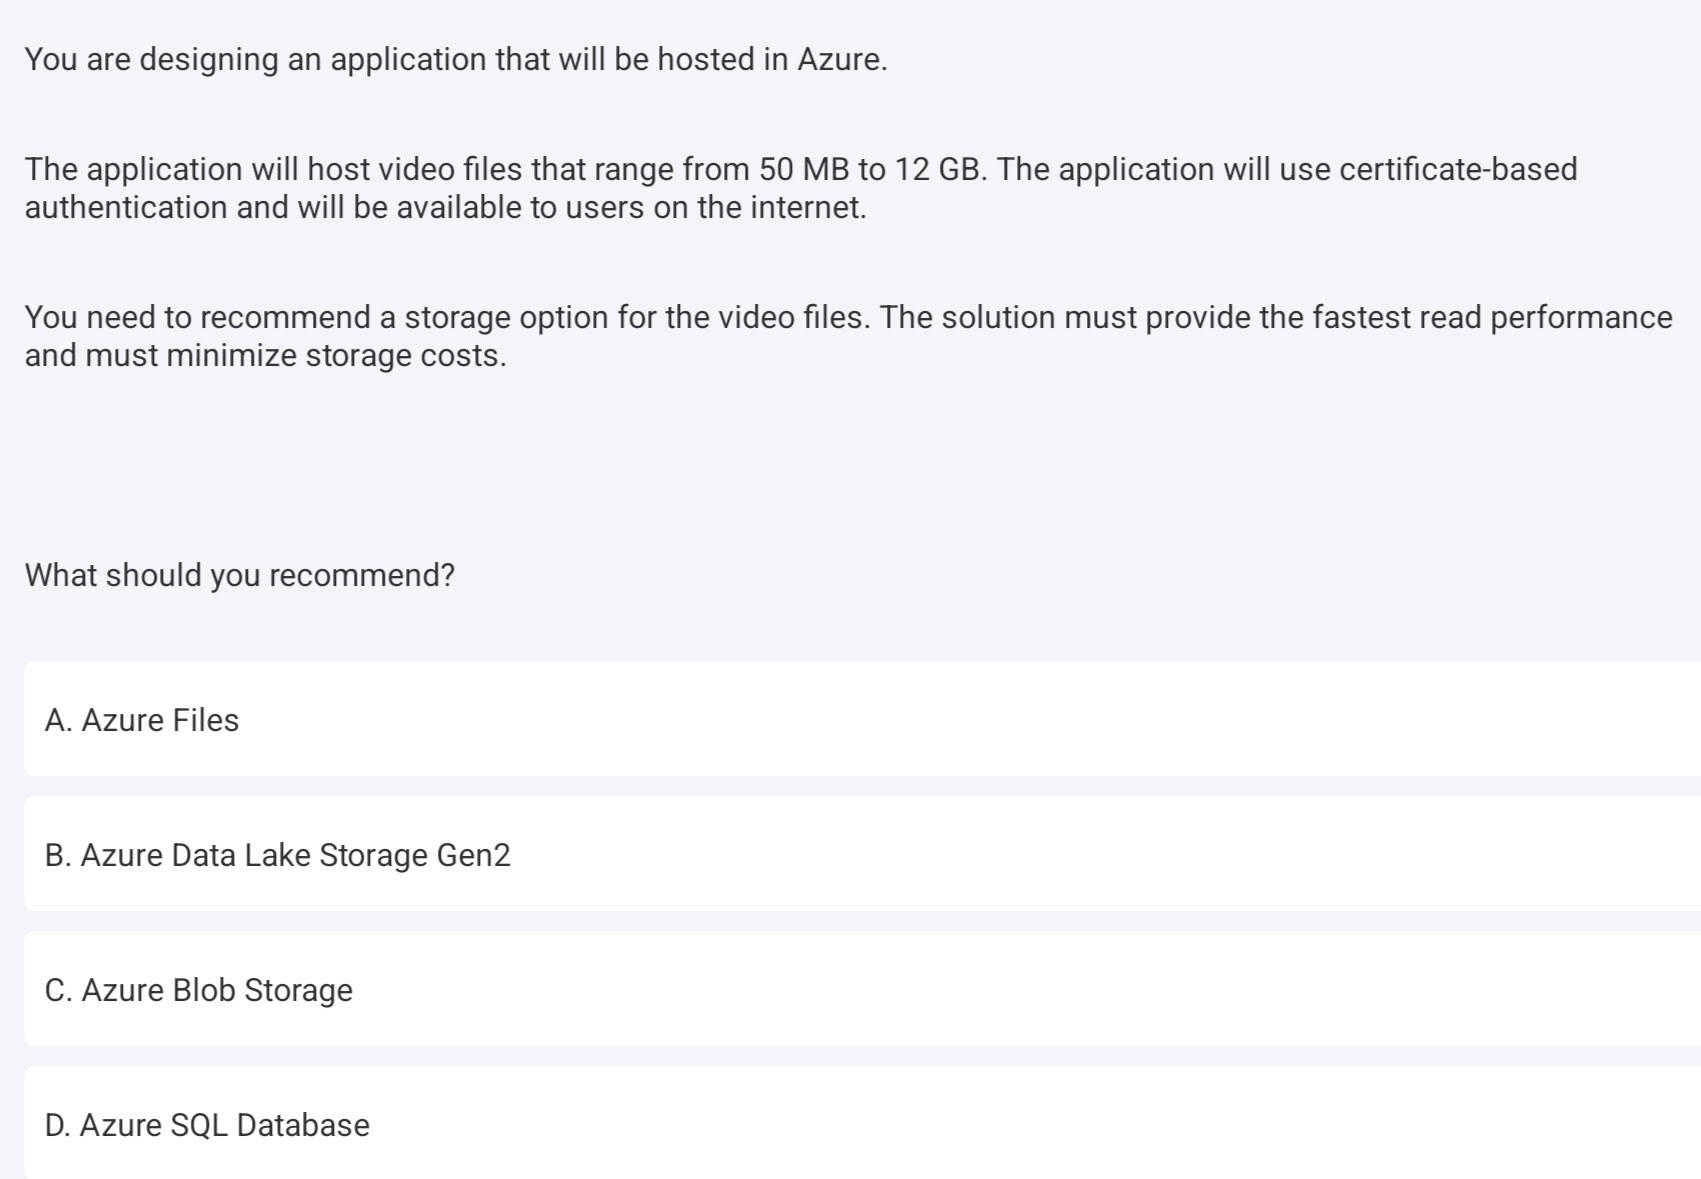 You are designing an application that will be hosted in Azure.
The application will host video files that range from 50 MB to 12 GB. The application will use certificate-based
authentication and will be available to users on the internet.
You need to recommend a storage option for the video files. The solution must provide the fastest read performance
and must minimize storage costs.
What should you recommend?
A. Azure Files
B. Azure Data Lake Storage Gen2
C. Azure Blob Storage
D. Azure SQL Database